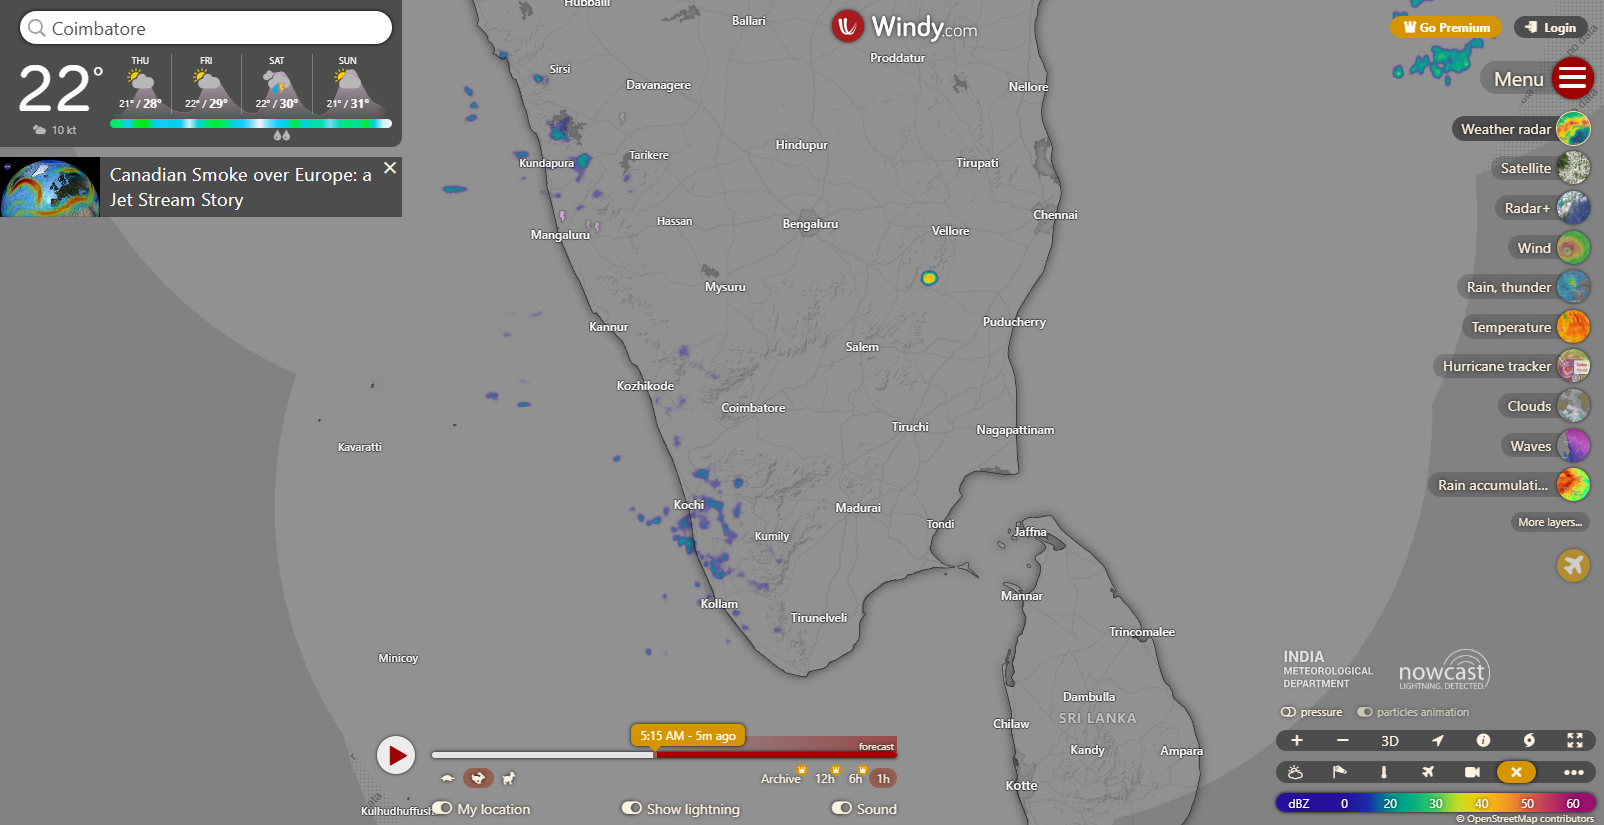 Coimbatore
22°
10 kt
THU
21° / 28°
FRI
22° / 29°
SAT
22° / 30°
SUN
21° / 31°
Canadian Smoke over Europe: a
Jet Stream Story
Windy.com
Go Premium
Login
Menu
Weather radar
Satellite
Radar+
Wind
Rain, thunder
Temperature
Hurricane tracker
Clouds
Waves
Rain accumulati...
More layers...
no data
Hubballi
Ballari
Proddatur
Sirsi
Davanagere
Nellore
Hindupur
Tarikere
Kundapura
Tirupati
Chennai
Hassan
Bengaluru
Vellore
Mangaluru
Mysuru
Puducherry
Kannur
Salem
Kozhikode
Coimbatore
Tiruchi
Nagapattinam
Kavaratti
Kochi
Madurai
Tondi
Jaffna
Kumily
Mannar
Kollam
Tirunelveli
Trincomalee
Minicoy
Dambulla
SRI LANKA
Chilaw
Kandy
Ampara
Kotte
Kulhudhuffush
INDIA
METEOROLOGICAL
DEPARTMENT
nowcast
LIGHTNING. DETECTED.
pressure
particles animation
3D
dBZ 0 20 30 40 50 60
© OpenStreetMap contributors
5:15 AM - 5m ago
forecast
Archive 12h 6h 1h
My location
Show lightning
Sound